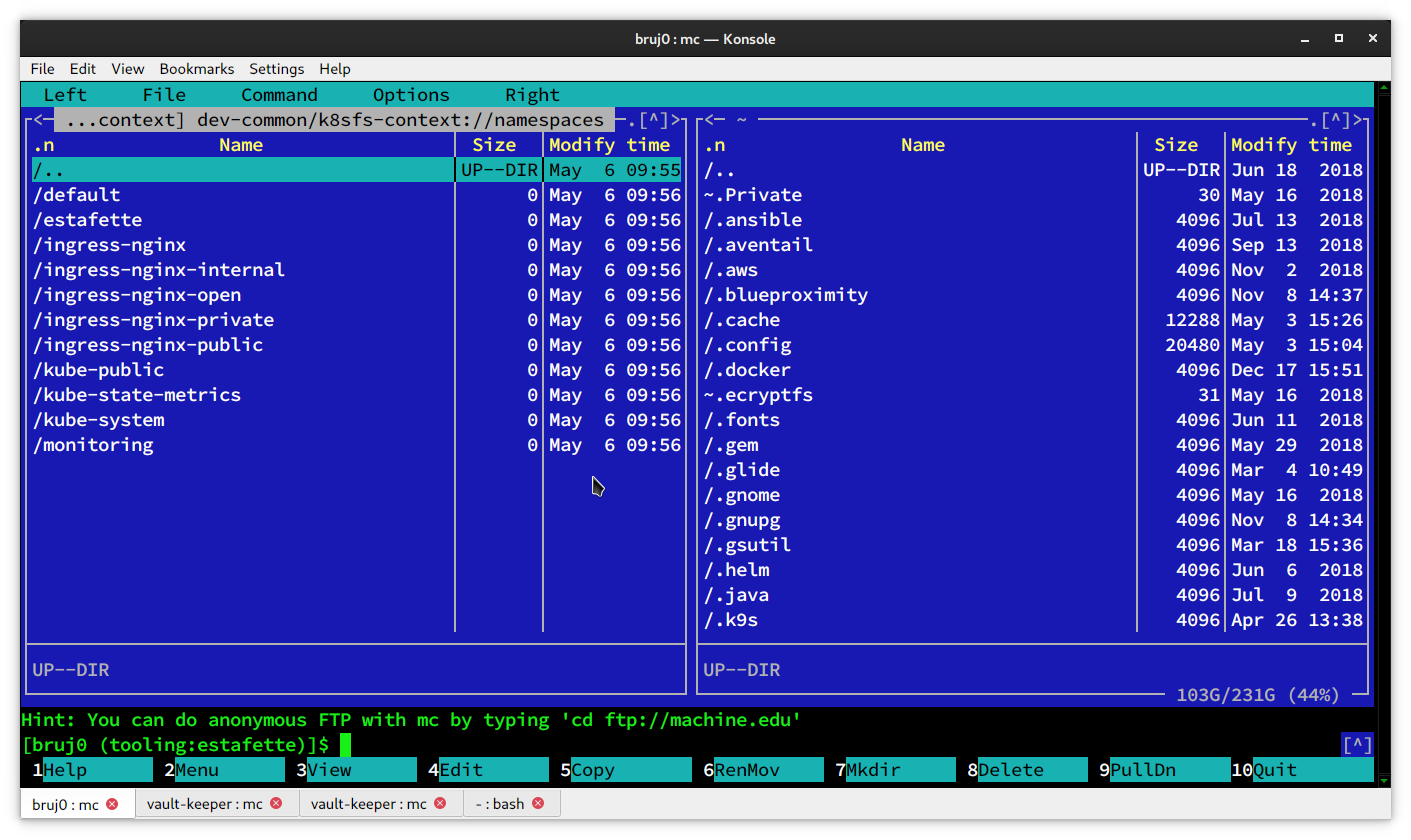 bruj0 : mc — Konsole
File Edit View Bookmarks Settings Help
Left File Command Options Right
<─ ...context] dev-common/k8sfs-context://namespaces ─.[^]>
.n Name Size Modify time
/.. UP--DIR May 6 09:55
/default 0 May 6 09:56
/estafette 0 May 6 09:56
/ingress-nginx 0 May 6 09:56
/ingress-nginx-internal 0 May 6 09:56
/ingress-nginx-open 0 May 6 09:56
/ingress-nginx-private 0 May 6 09:56
/ingress-nginx-public 0 May 6 09:56
/kube-public 0 May 6 09:56
/kube-state-metrics 0 May 6 09:56
/kube-system 0 May 6 09:56
/monitoring 0 May 6 09:56
UP--DIR
<─ ~ ─.[^]>
.n Name Size Modify time
/.. UP--DIR Jun 18 2018
~.Private 30 May 16 2018
/.ansible 4096 Jul 13 2018
/.aventail 4096 Sep 13 2018
/.aws 4096 Nov 2 2018
/.blueproximity 4096 Nov 8 14:37
/.cache 12288 May 3 15:26
/.config 20480 May 3 15:04
/.docker 4096 Dec 17 15:51
~.ecryptfs 31 May 16 2018
/.fonts 4096 Jun 11 2018
/.gem 4096 May 29 2018
/.glide 4096 Mar 4 10:49
/.gnome 4096 May 16 2018
/.gnupg 4096 Nov 8 14:34
/.gsutil 4096 Mar 18 15:36
/.helm 4096 Jun 6 2018
/.java 4096 Jul 9 2018
/.k9s 4096 Apr 26 13:38
UP--DIR
103G/231G (44%)
Hint: You can do anonymous FTP with mc by typing 'cd ftp://machine.edu'
[bruj0 (tooling:estafette)]$ [^]
1Help 2Menu 3View 4Edit 5Copy 6RenMov 7Mkdir 8Delete 9PullDn 10Quit
bruj0 : mc vault-keeper : mc vault-keeper : mc - : bash